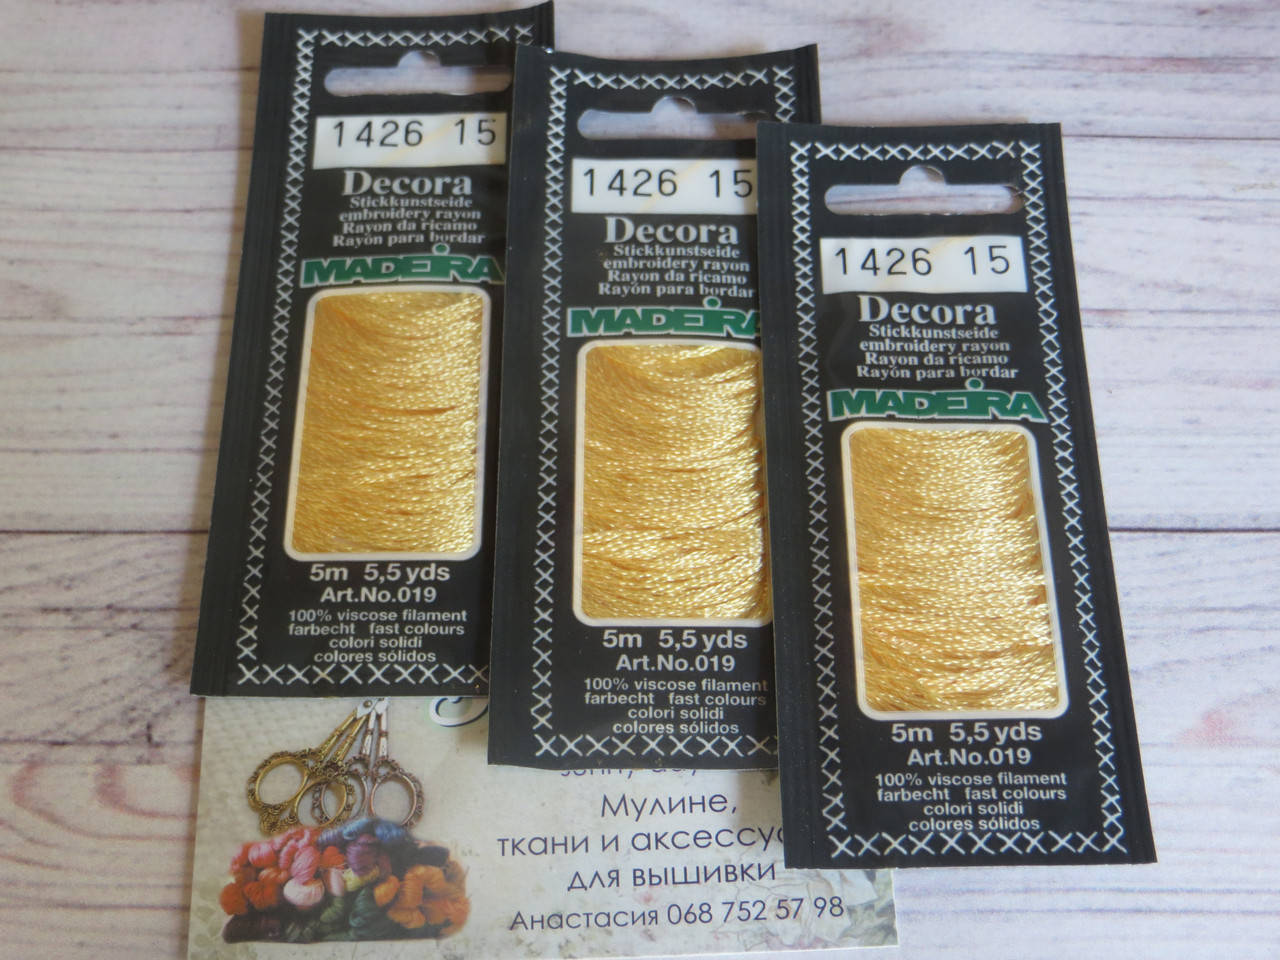 1426 15
Decora
Stickkunstseide
embroidery rayon
Rayon da ricamo
Rayón para bordar
MADEIRA
5m 5,5 yds
Art.No.019
100% viscose filament
farbecht fast colours
colori solidi
colores sólidos
1426 15
Decora
Stickkunstseide
embroidery rayon
Rayon da ricamo
Rayón para bordar
MADEIRA
5m 5,5 yds
Art.No.019
100% viscose filament
farbecht fast colours
colori solidi
colores sólidos
1426 15
Decora
Stickkunstseide
embroidery rayon
Rayon da ricamo
Rayón para bordar
MADEIRA
5m 5,5 yds
Art.No.019
100% viscose filament
farbecht fast colours
colori solidi
colores sólidos
Мулине,
ткани и
для вышивки
Анастасия 068 752 57 98